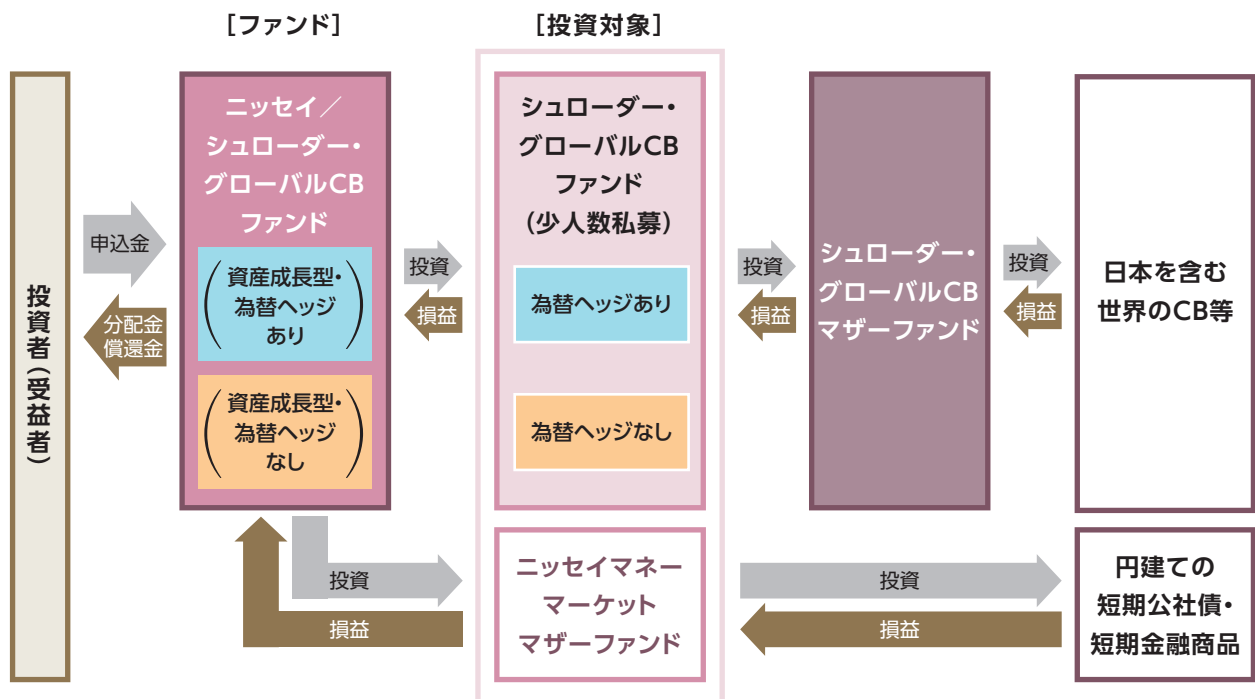 ［ファンド］
［投資対象］
投資者（受益者）
申込金
分配金
償還金
ニッセイ／
シュローダー・
グローバルCB
ファンド
資産成長型・
為替ヘッジ
あり
資産成長型・
為替ヘッジ
なし
投資
損益
シュローダー・
グローバルCB
ファンド
（少人数私募）
為替ヘッジあり
為替ヘッジなし
投資
損益
シュローダー・
グローバルCB
マザーファンド
投資
損益
日本を含む
世界のCB等
投資
損益
ニッセイマネー
マーケット
マザーファンド
投資
損益
円建ての
短期公社債・
短期金融商品